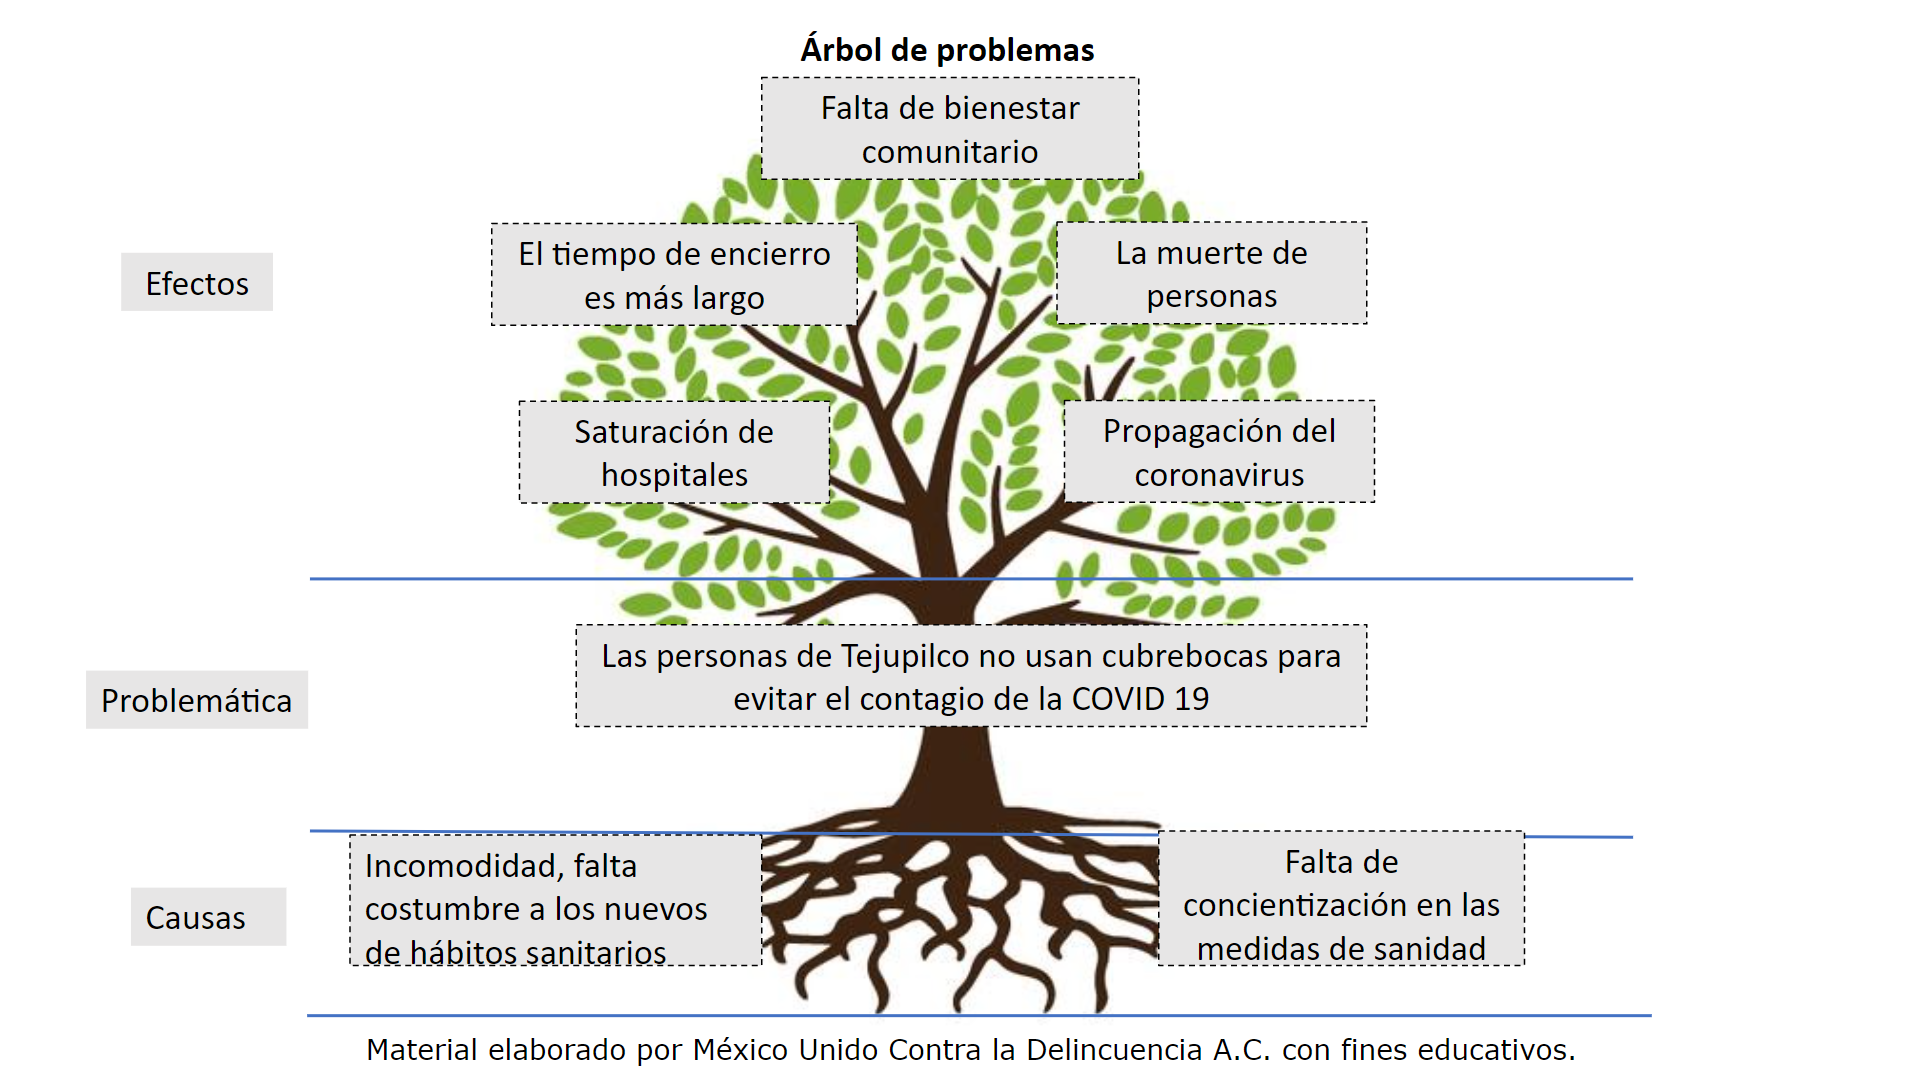 Árbol de problemas
Falta de bienestar
comunitario
El tiempo de encierro
es más largo
La muerte de
personas
Efectos
Saturación de
hospitales
Propagación del
coronavirus
Las personas de Tejupilco no usan cubrebocas para
evitar el contagio de la COVID 19
Problemática
Incomodidad, falta
costumbre a los nuevos
de hábitos sanitarios
Falta de
concientización en las
medidas de sanidad
Causas
Material elaborado por México Unido Contra la Delincuencia A.C. con fines educativos.